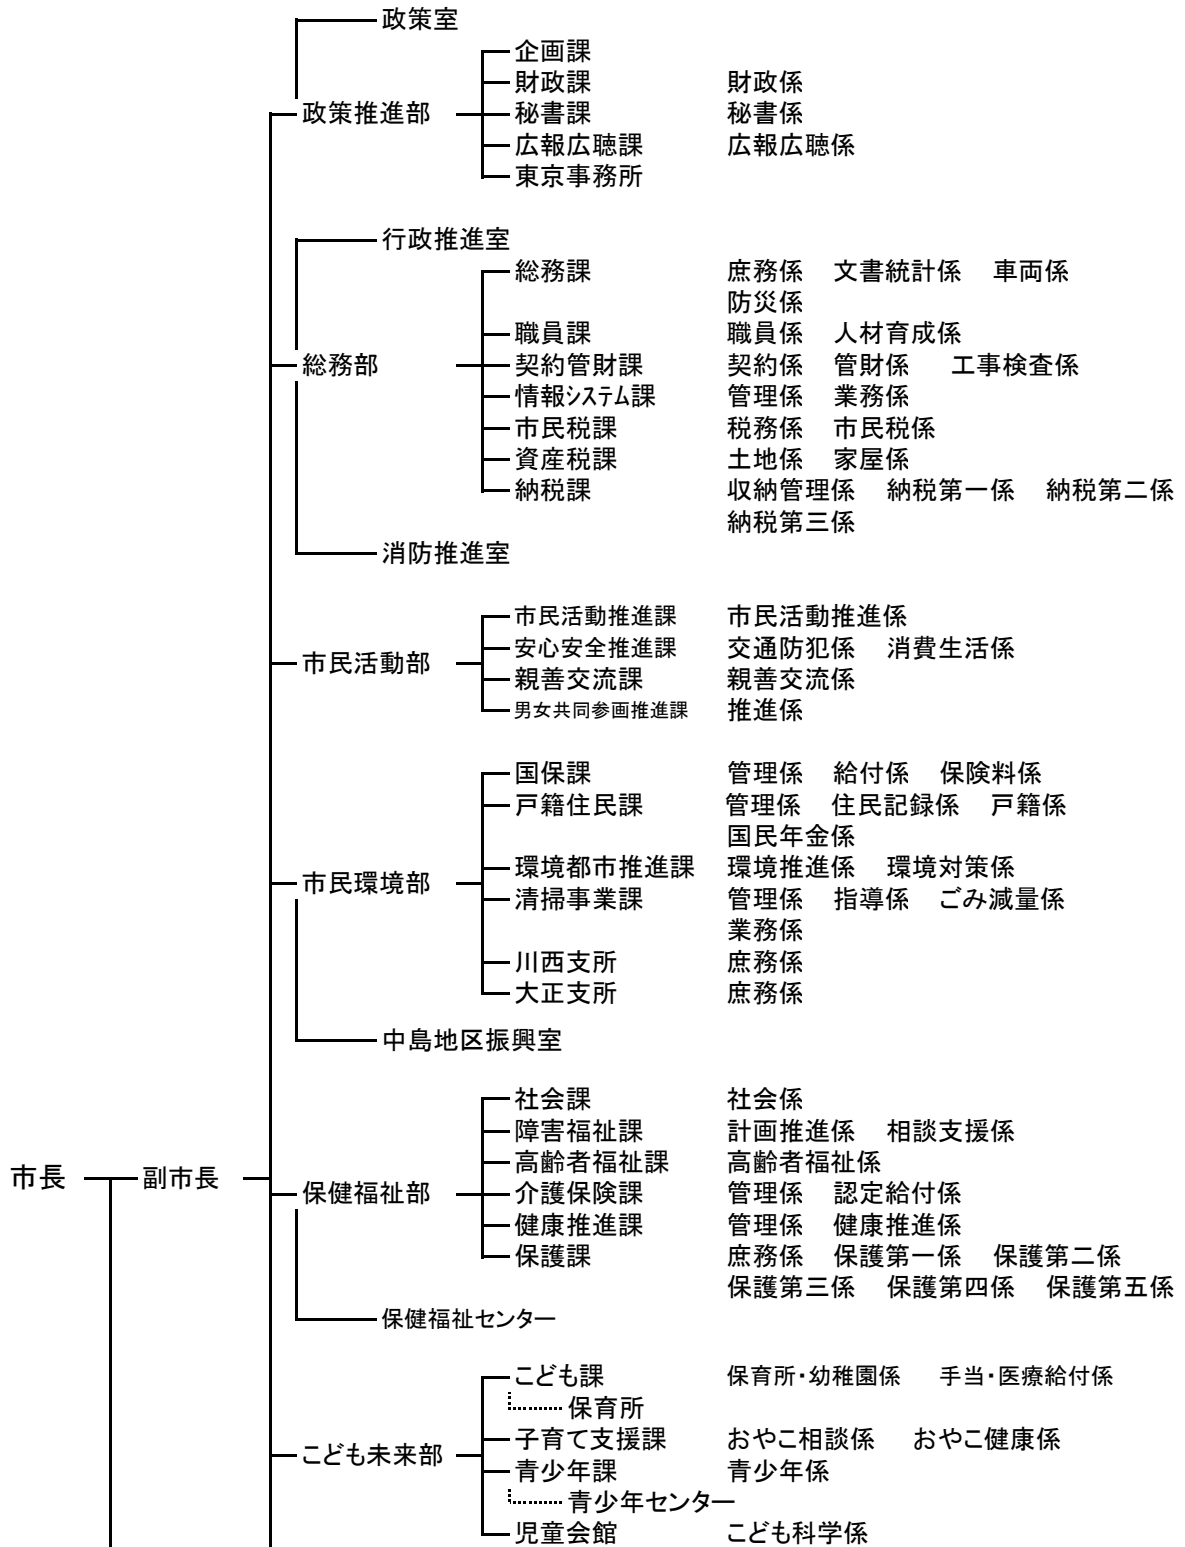 政策室
企画課
財政課 財政係
政策推進部 秘書課 秘書係
広報広聴課 広報広聴係
東京事務所
行政推進室
総務課 庶務係 文書統計係 車両係
防災係
職員課 職員係 人材育成係
総務部 契約管財課 契約係 管財係 工事検査係
情報システム課 管理係 業務係
市民税課 税務係 市民税係
資産税課 土地係 家屋係
納税課 収納管理係 納税第一係 納税第二係
納税第三係
消防推進室
市民活動推進課 市民活動推進係
安心安全推進課 交通防犯係 消費生活係
市民活動部
親善交流課 親善交流係
男女共同参画推進課 推進係
国保課 管理係 給付係 保険料係
戸籍住民課 管理係 住民記録係 戸籍係
国民年金係
環境都市推進課 環境推進係 環境対策係
市民環境部
清掃事業課 管理係 指導係 ごみ減量係
業務係
川西支所 庶務係
大正支所 庶務係
中島地区振興室
社会課 社会係
障害福祉課 計画推進係 相談支援係
高齢者福祉課 高齢者福祉係
市長 副市長
保健福祉部 介護保険課 管理係 認定給付係
健康推進課 管理係 健康推進係
保護課 庶務係 保護第一係 保護第二係
保護第三係 保護第四係 保護第五係
保健福祉センター
こども課 保育所・幼稚園係 手当・医療給付係
保育所
子育て支援課 おやこ相談係 おやこ健康係
こども未来部
青少年課 青少年係
青少年センター
児童会館 こども科学係